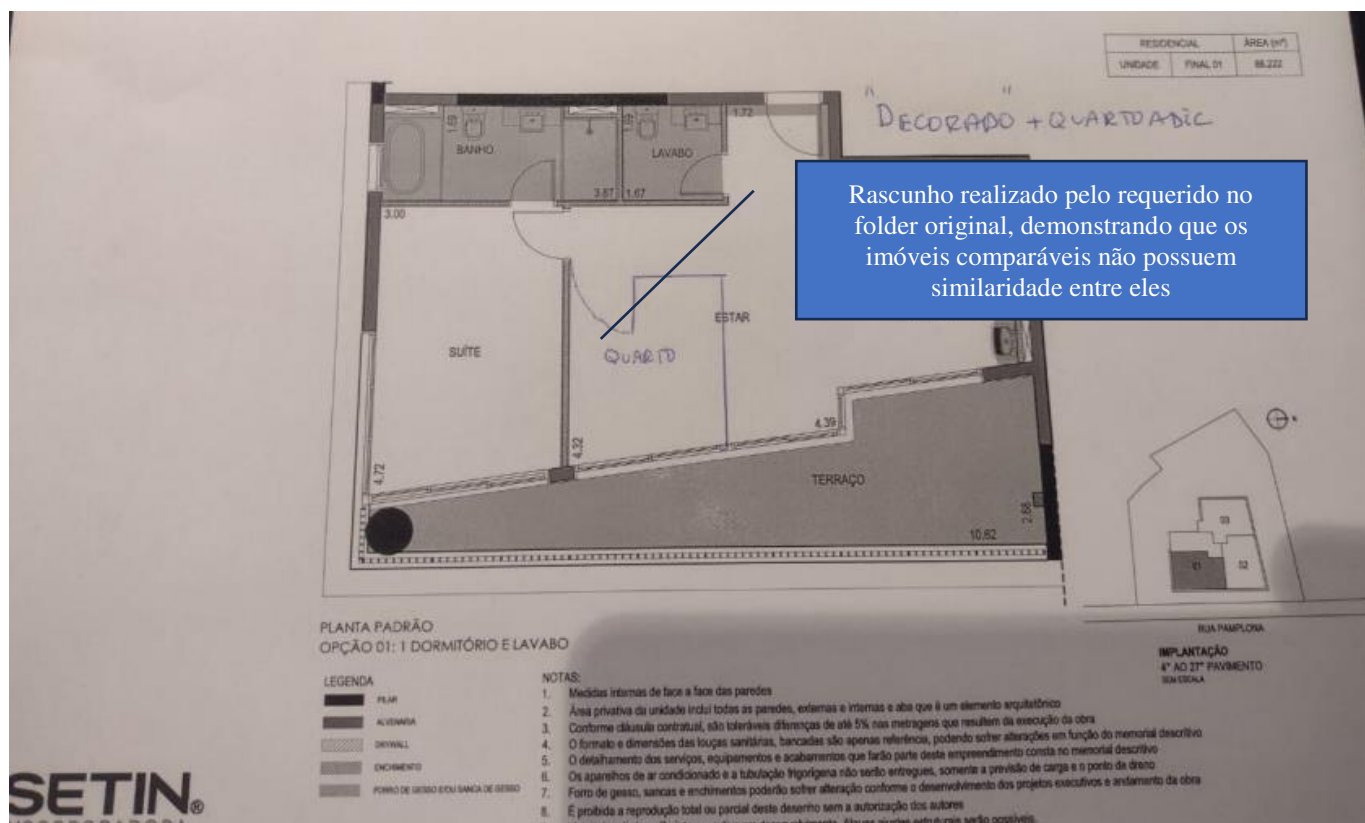 RESIDENCIAL ÁREA (m²)
UNIDADE FINAL 01 88.222
"DECORADO" + QUARTO ADIC
1.69
BANHO
1.69
LAVABO
1.72
3.87
1.67
3.00
Rascunho realizado pelo requerido no
folder original, demonstrando que os
imóveis comparáveis não possuem
similaridade entre eles
ESTAR
SUÍTE
QUARTO
4.39
4.32
4.72
TERRAÇO
2.68
10.62
03
01
02
RUA PAMPLONA
IMPLANTAÇÃO
4° AO 27° PAVIMENTO
SEM ESCALA
PLANTA PADRÃO
OPÇÃO 01: 1 DORMITÓRIO E LAVABO
LEGENDA
PILAR
ALVENARIA
DRYWALL
ENCHIMENTO
FORRO DE GESSO E/OU SANCA DE GESSO
NOTAS:
1. Medidas internas de face a face das paredes
2. Área privativa da unidade inclui todas as paredes, externas e internas e aba que é um elemento arquitetônico
3. Conforme cláusula contratual, são toleráveis diferenças de até 5% nas metragens que resultem da execução da obra
4. O formato e dimensões das louças sanitárias, bancadas são apenas referência, podendo sofrer alterações em função do memorial descritivo
5. O detalhamento dos serviços, equipamentos e acabamentos que farão parte deste empreendimento consta no memorial descritivo
6. Os aparelhos de ar condicionado e a tubulação frigorígena não serão entregues, somente a previsão de carga e o ponto de dreno
7. Forro de gesso, sancas e enchimentos poderão sofrer alteração conforme o desenvolvimento dos projetos executivos e andamento da obra
8. É proibida a reprodução total ou parcial deste desenho sem a autorização dos autores
SETIN®